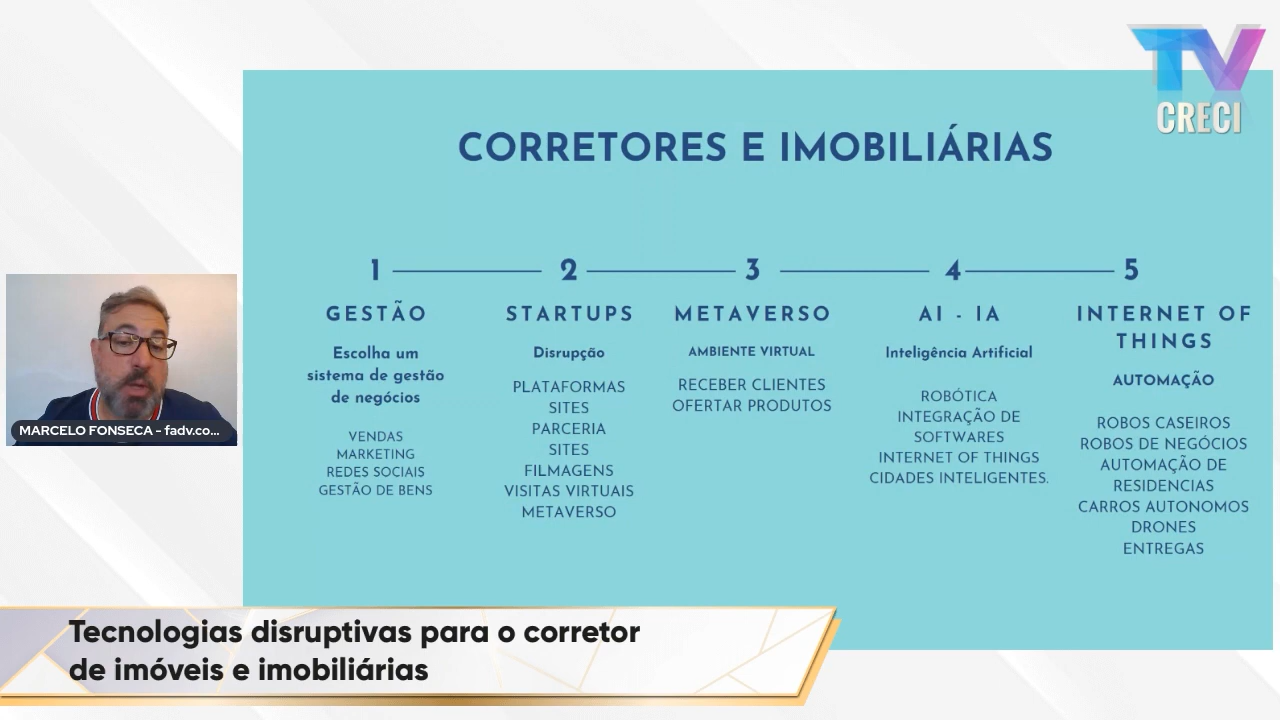 TV
CRECI
CORRETORES E IMOBILIÁRIAS
1
GESTÃO
Escolha um
sistema de gestão
de negócios
VENDAS
MARKETING
REDES SOCIAIS
GESTÃO DE BENS
2
STARTUPS
Disrupção
PLATAFORMAS
SITES
PARCERIA
SITES
FILMAGENS
VISITAS VIRTUAIS
METAVERSO
3
METAVERSO
AMBIENTE VIRTUAL
RECEBER CLIENTES
OFERTAR PRODUTOS
4
AI - IA
Inteligência Artificial
ROBÓTICA
INTEGRAÇÃO DE
SOFTWARES
INTERNET OF THINGS
CIDADES INTELIGENTES.
5
INTERNET OF
THINGS
AUTOMAÇÃO
ROBOS CASEIROS
ROBOS DE NEGÓCIOS
AUTOMAÇÃO DE
RESIDENCIAS
CARROS AUTONOMOS
DRONES
ENTREGAS
MARCELO FONSECA - fadv.co...
Tecnologias disruptivas para o corretor
de imóveis e imobiliárias